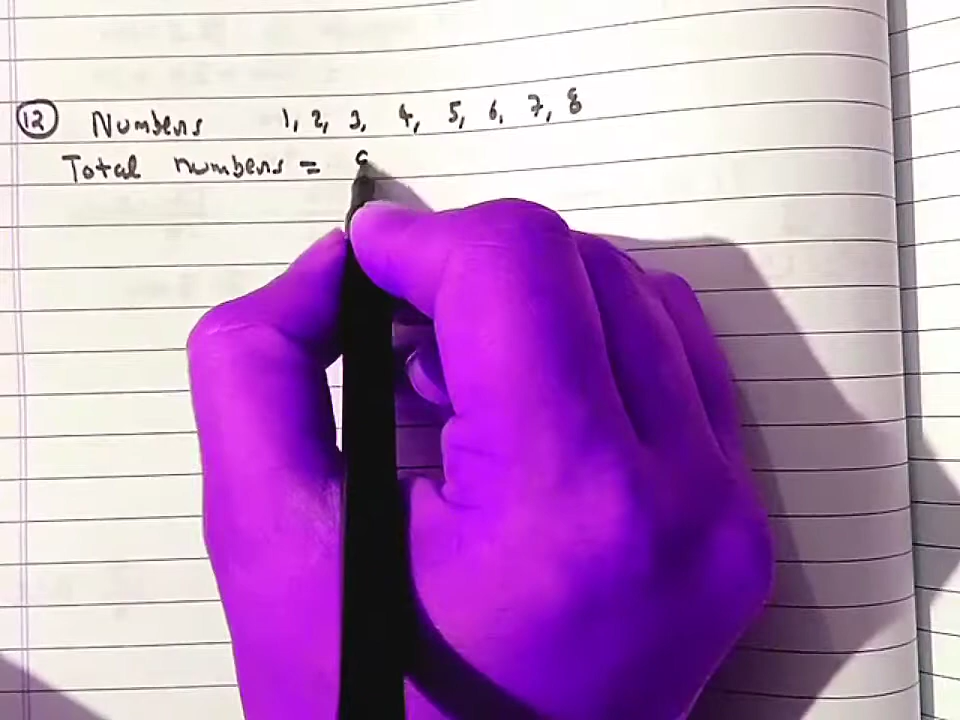 12 Numbers 1, 2, 3, 4, 5, 6, 7, 8
Total numbers =